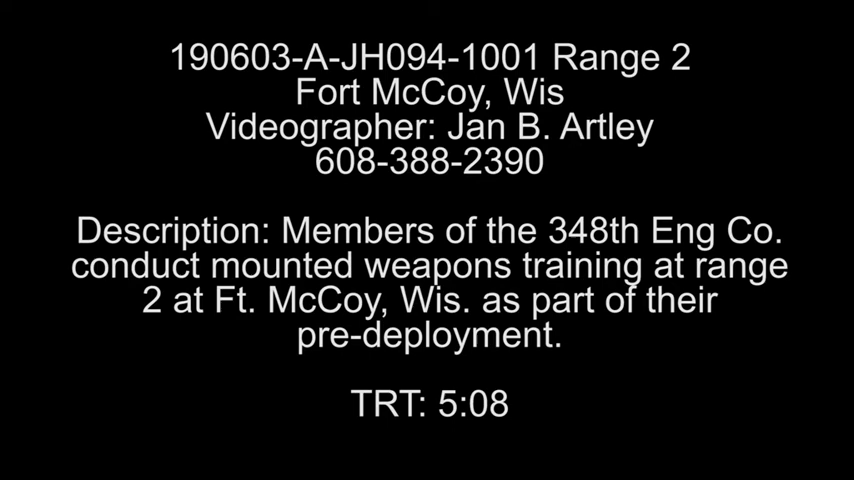 190603-A-JH094-1001 Range 2
Fort McCoy, Wis
Videographer: Jan B. Artley
608-388-2390
Description: Members of the 348th Eng Co.
conduct mounted weapons training at range
2 at Ft. McCoy, Wis. as part of their
pre-deployment.
TRT: 5:08